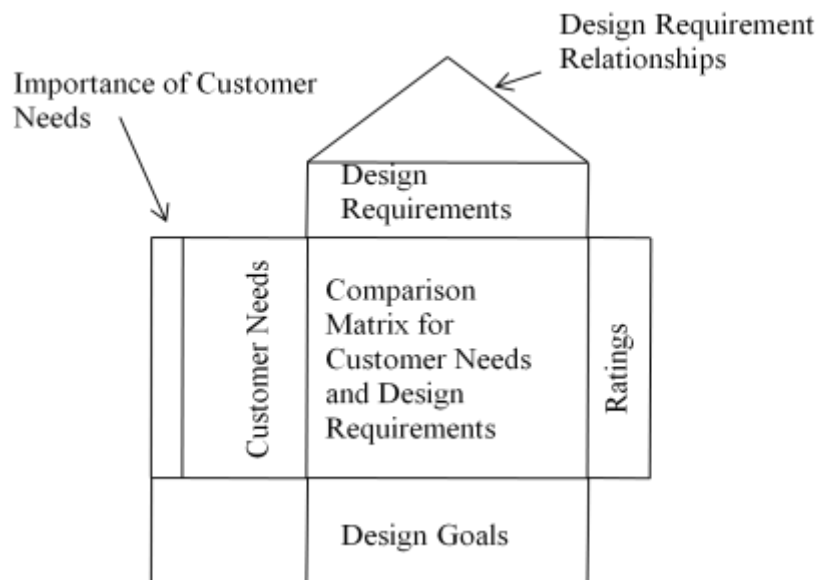 Design Requirement
Relationships
Importance of Customer
Needs
Design
Requirements
Customer Needs
Comparison
Matrix for
Customer Needs
and Design
Requirements
Ratings
Design Goals